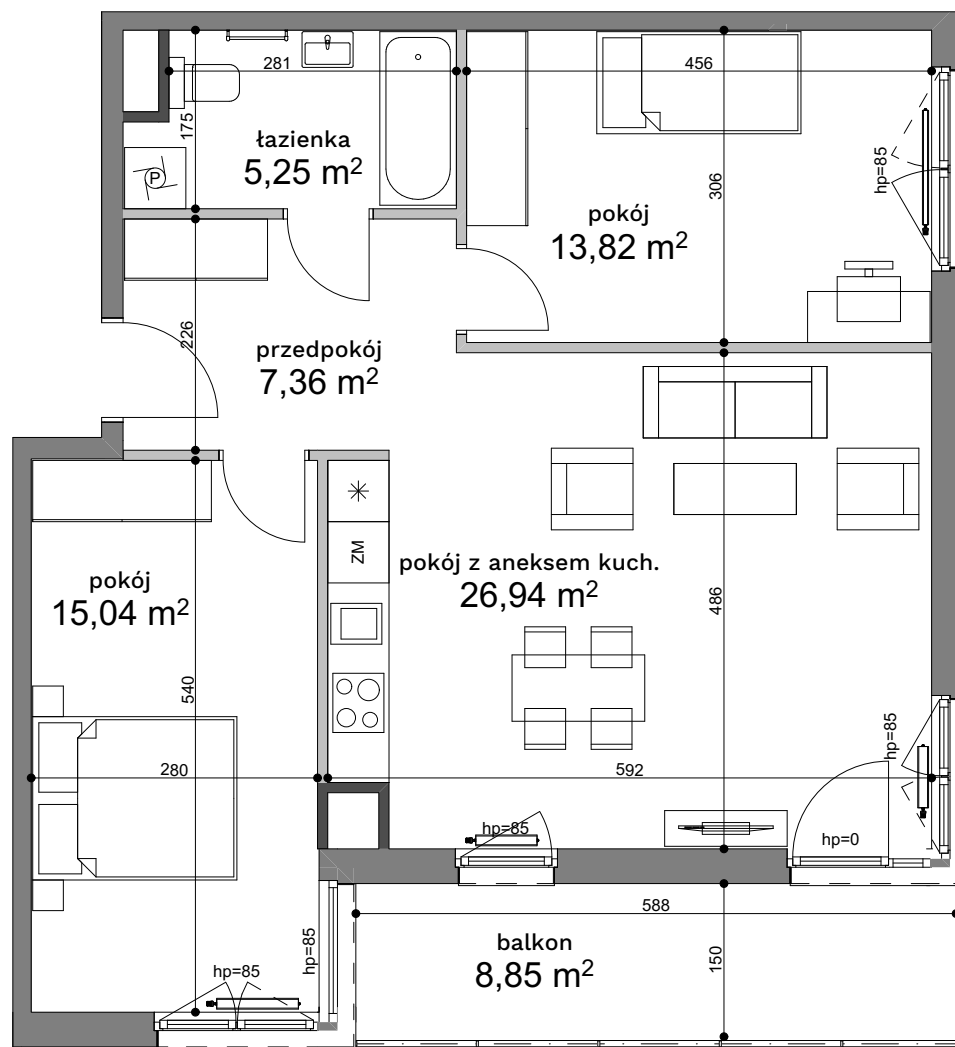 281
456
175
łazienka
5,25 m²
P
hp=85
306
pokój
13,82 m²
226
przedpokój
7,36 m²
ZM
pokój z aneksem kuch.
26,94 m²
pokój
15,04 m²
486
540
hp=85
280
592
hp=85
hp=0
588
balkon
8,85 m²
150
hp=85
hp=85